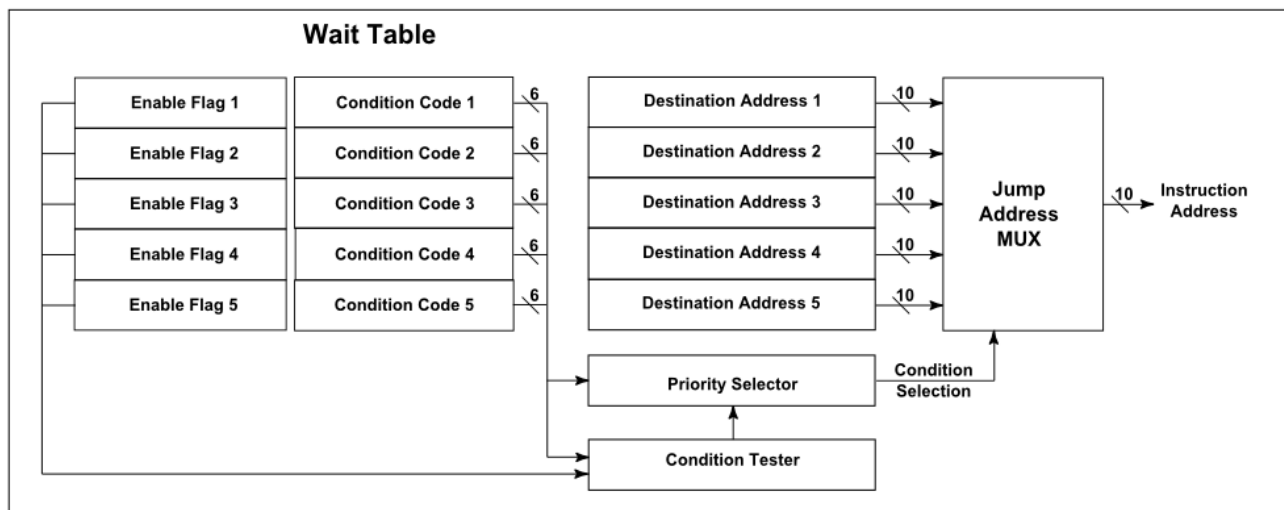 Wait Table
Enable Flag 1
Condition Code 1
6
Destination Address 1
10
Enable Flag 2
Condition Code 2
6
Destination Address 2
10
Enable Flag 3
Condition Code 3
6
Destination Address 3
10
Enable Flag 4
Condition Code 4
6
Destination Address 4
10
Enable Flag 5
Condition Code 5
6
Destination Address 5
10
Jump
Address
MUX
10
Instruction
Address
Priority Selector
Condition
Selection
Condition Tester